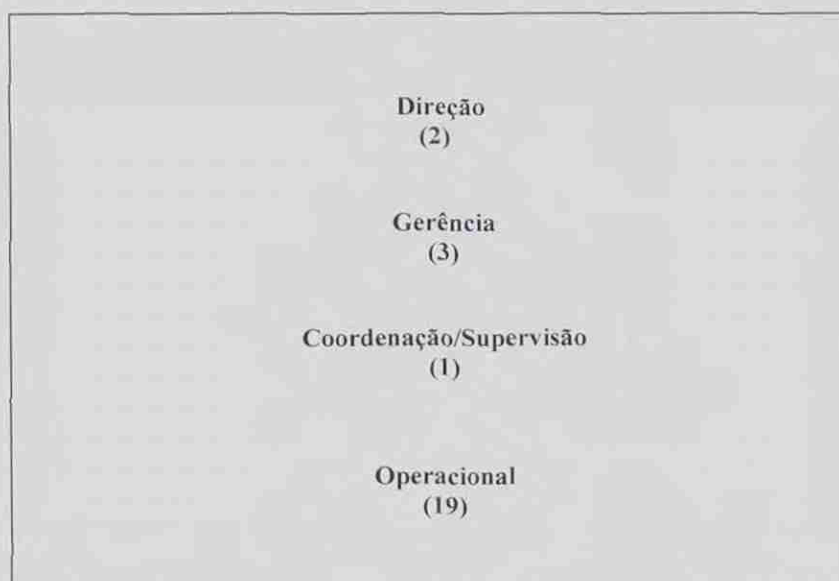 Direção
(2)
Gerência
(3)
Coordenação/Supervisão
(1)
Operacional
(19)